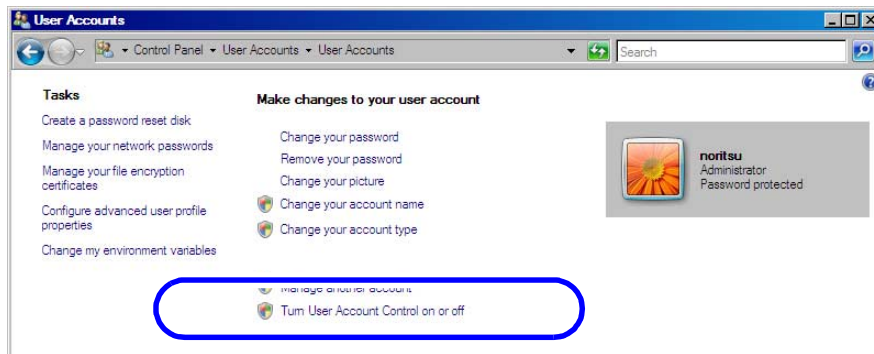 User Accounts
Control Panel User Accounts User Accounts
Search
Tasks
Create a password reset disk
Manage your network passwords
Manage your file encryption
certificates
Configure advanced user profile
properties
Change my environment variables
Make changes to your user account
Change your password
Remove your password
Change your picture
Change your account name
Change your account type
Manage another account
Turn User Account Control on or off
noritsu
Administrator
Password protected